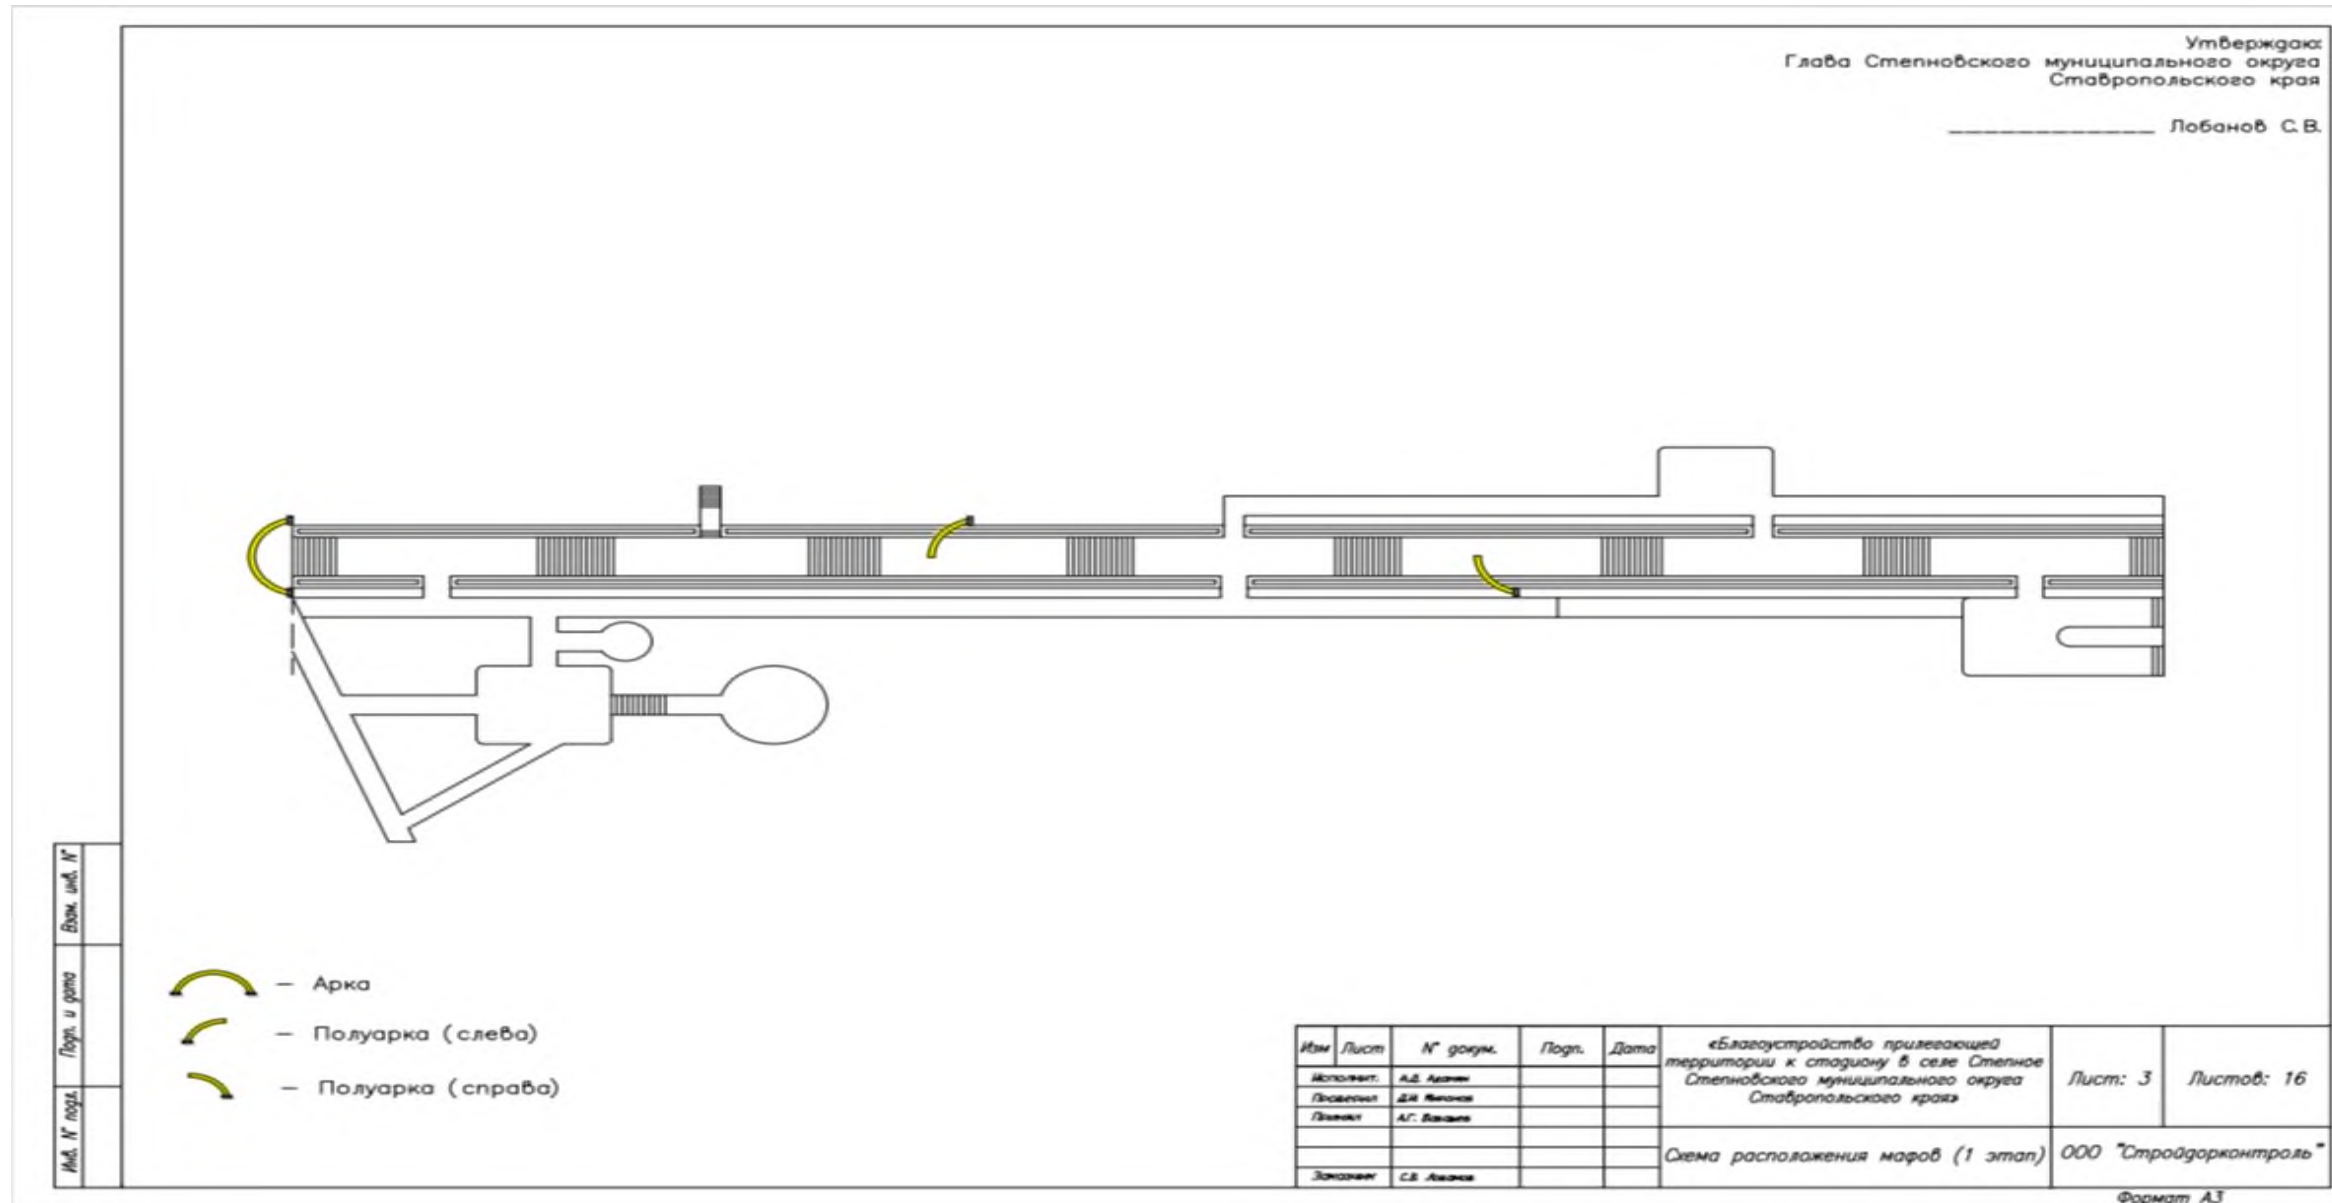 Утверждаю:
Глава Степновского муниципального округа
Ставропольского края
Лобанов С.В.
Взам. инв. N°
Подп. и дата
Инв. N° подл.
— Арка
— Полуарка (слева)
— Полуарка (справа)
Изм Лист N° докум. Подп. Дата
Исполнит.
Проверил
Заказчик С.В. Лобанов
«Благоустройство прилегающей
территории к стадиону в селе Степное
Степновского муниципального округа
Ставропольского края»
Лист: 3
Листов: 16
Схема расположения мафов (1 этап)
ООО "Стройдорконтроль"
Формат А3